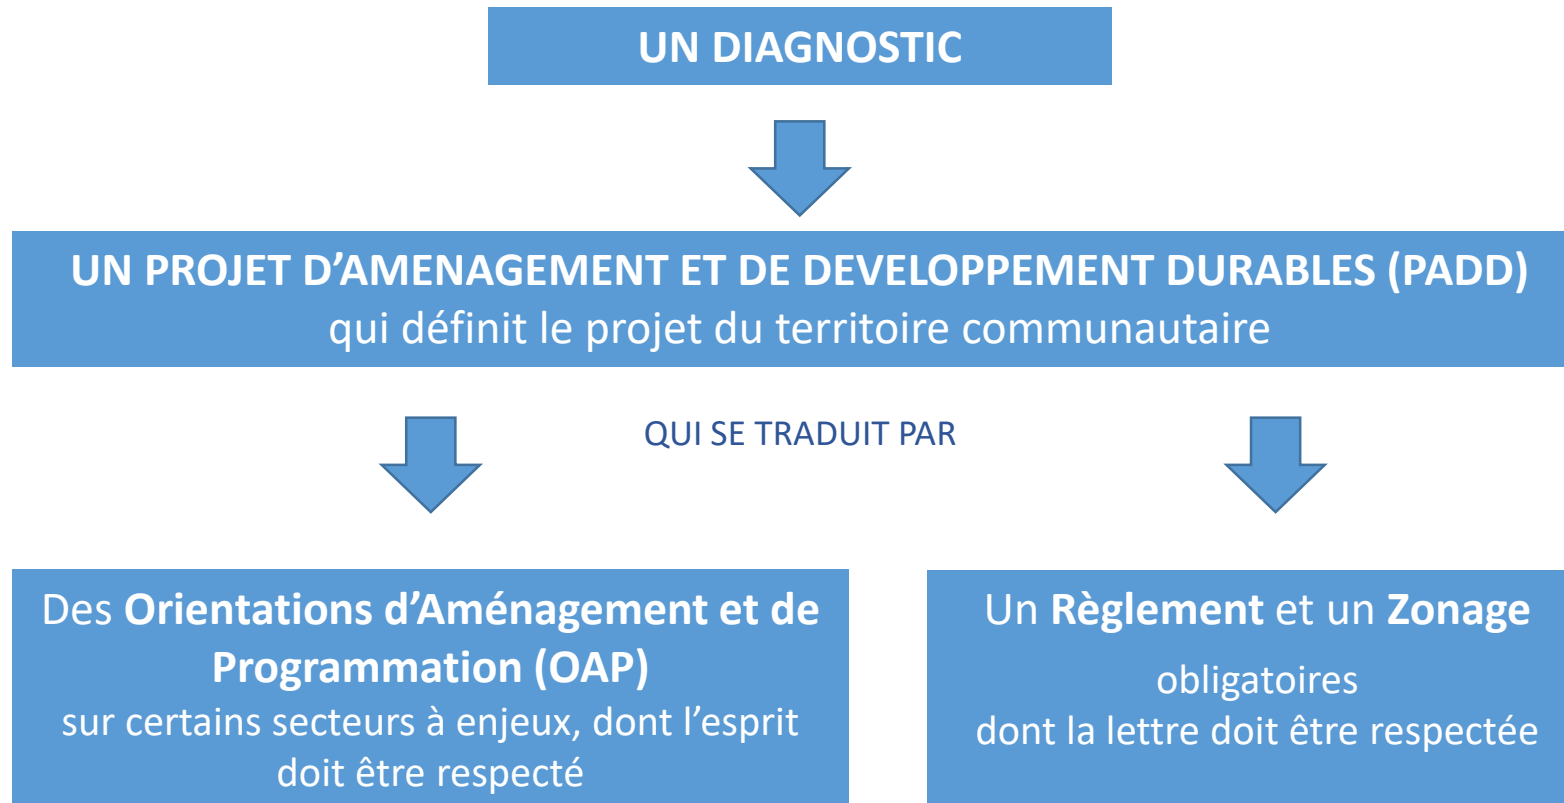 UN DIAGNOSTIC
UN PROJET D’AMENAGEMENT ET DE DEVELOPPEMENT DURABLES (PADD)
qui définit le projet du territoire communautaire
QUI SE TRADUIT PAR
Des Orientations d’Aménagement et de
Programmation (OAP)
sur certains secteurs à enjeux, dont l’esprit
doit être respecté
Un Règlement et un Zonage
obligatoires
dont la lettre doit être respectée